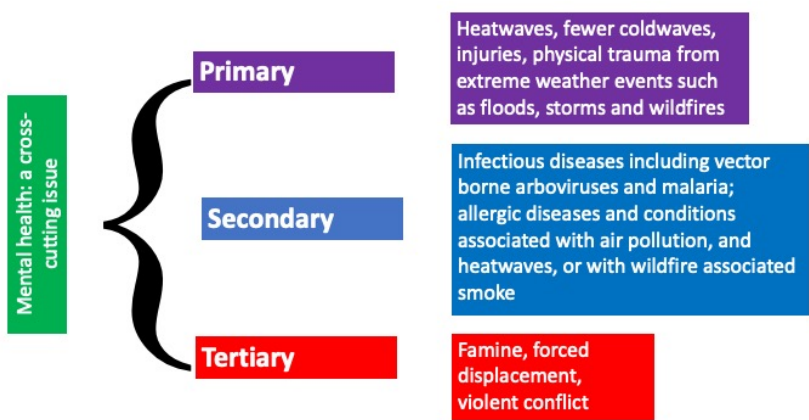 Mental health: a cross-
cutting issue
Primary
Heatwaves, fewer coldwaves,
injuries, physical trauma from
extreme weather events such
as floods, storms and wildfires
Secondary
Infectious diseases including vector
borne arboviruses and malaria;
allergic diseases and conditions
associated with air pollution, and
heatwaves, or with wildfire associated
smoke
Tertiary
Famine, forced
displacement,
violent conflict